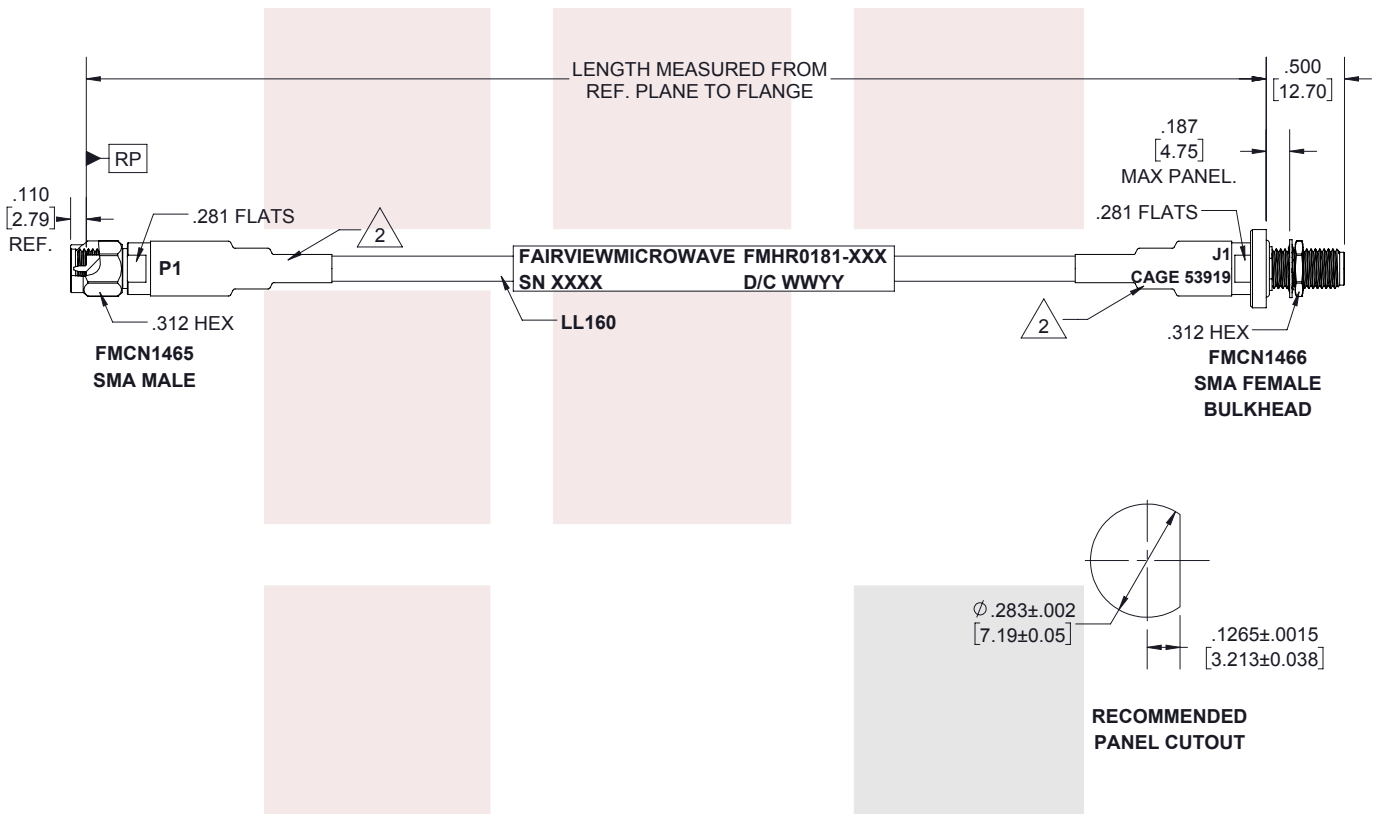 LENGTH MEASURED FROM
REF. PLANE TO FLANGE
.500
[12.70]
.187
[4.75]
MAX PANEL.
RP
.110
[2.79]
REF.
.281 FLATS
2
.281 FLATS
P1
FAIRVIEWMICROWAVE FMHR0181-XXX
SN XXXX D/C WWYY
J1
CAGE 53919
.312 HEX
LL160
2
.312 HEX
FMCN1465
SMA MALE
FMCN1466
SMA FEMALE
BULKHEAD
∅.283±.002
[7.19±0.05]
.1265±.0015
[3.213±0.038]
RECOMMENDED
PANEL CUTOUT